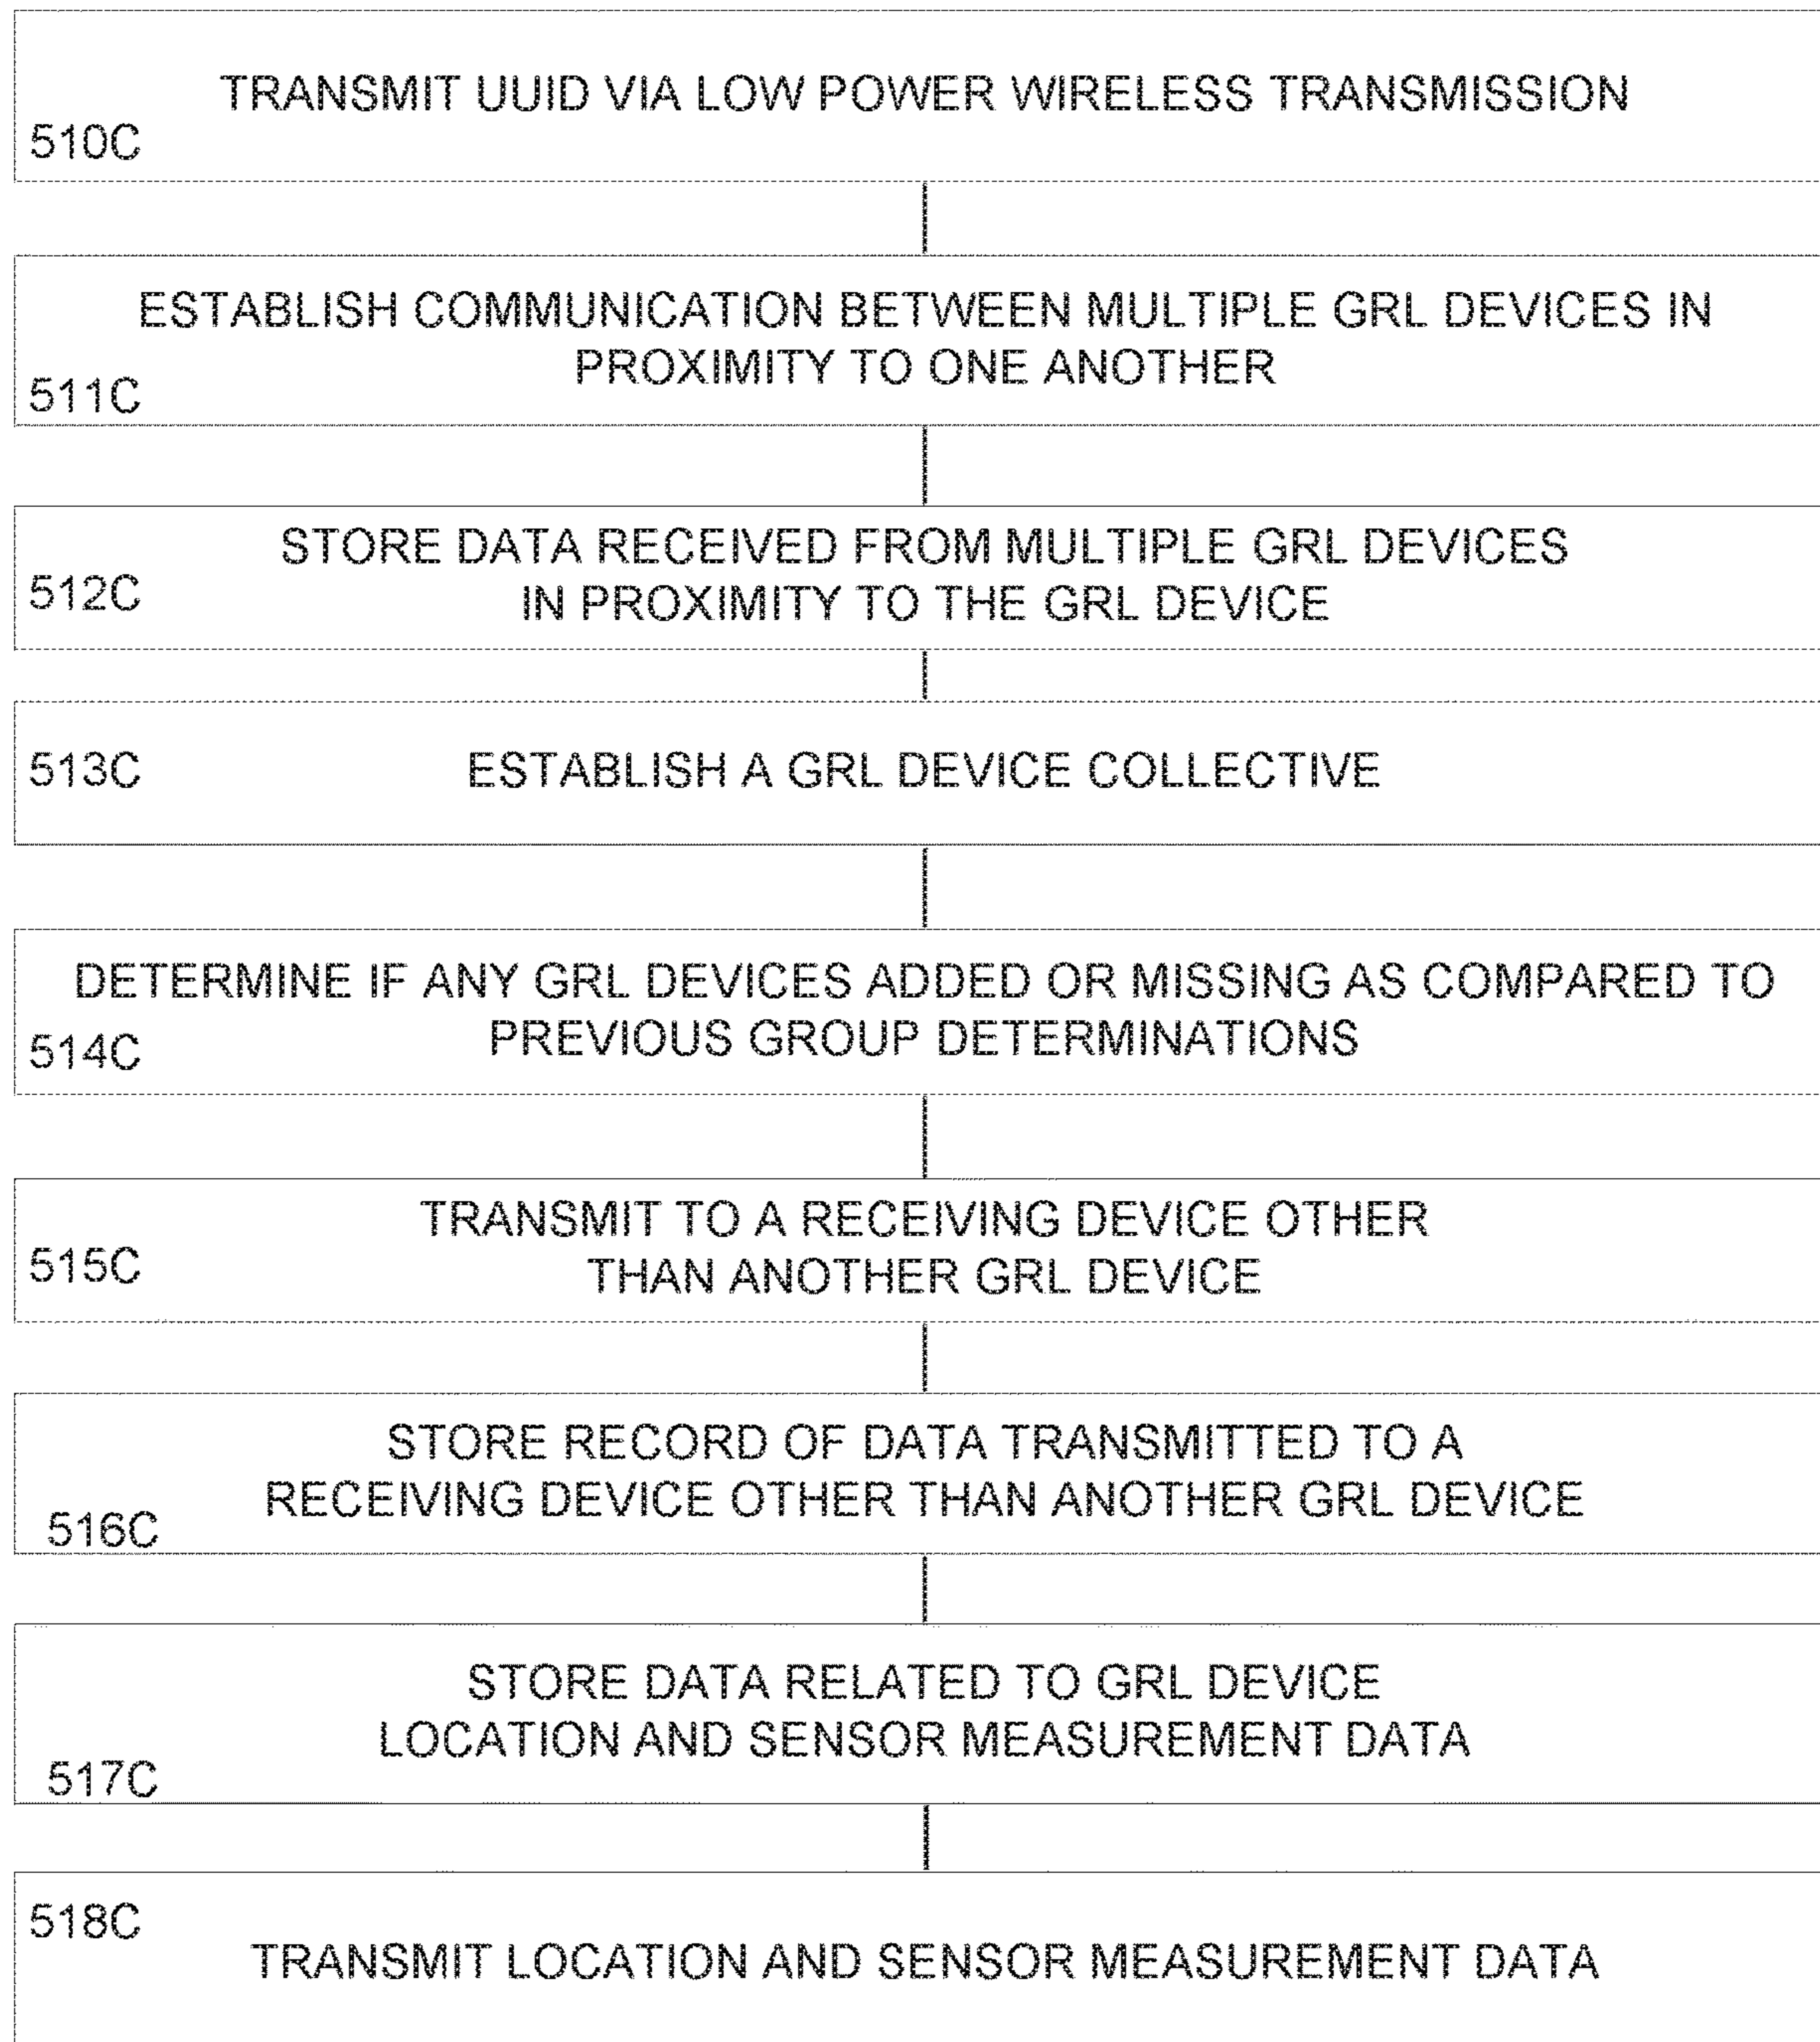 TRANSMIT UUID VIA LOW POWER WIRELESS TRANSMISSION
510C
ESTABLISH COMMUNICATION BETWEEN MULTIPLE GRL DEVICES IN
PROXIMITY TO ONE ANOTHER
511C
STORE DATA RECEIVED FROM MULTIPLE GRL DEVICES
512C
IN PROXIMITY TO THE GRL DEVICE
513C ESTABLISH A GRL DEVICE COLLECTIVE
DETERMINE IF ANY GRL DEVICES ADDED OR MISSING AS COMPARED TO
PREVIOUS GROUP DETERMINATIONS
514C
TRANSMIT TO A RECEIVING DEVICE OTHER
515C
THAN ANOTHER GRL DEVICE
STORE RECORD OF DATA TRANSMITTED TO A
RECEIVING DEVICE OTHER THAN ANOTHER GRL DEVICE
516C
STORE DATA RELATED TO GRL DEVICE
LOCATION AND SENSOR MEASUREMENT DATA
517C
518C
TRANSMIT LOCATION AND SENSOR MEASUREMENT DATA